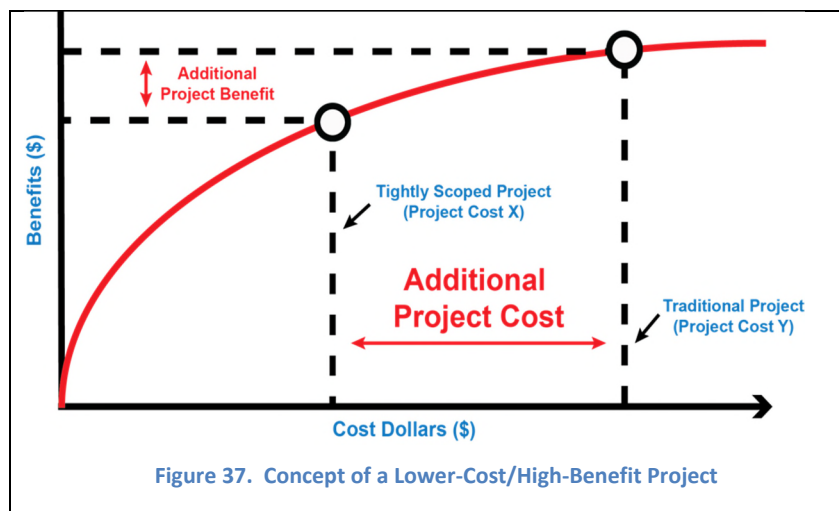 Additional
Project Benefit
Benefits ($)
Tightly Scoped Project
(Project Cost X)
Additional
Project Cost
Traditional Project
(Project Cost Y)
Cost Dollars ($)
Figure 37. Concept of a Lower-Cost/High-Benefit Project